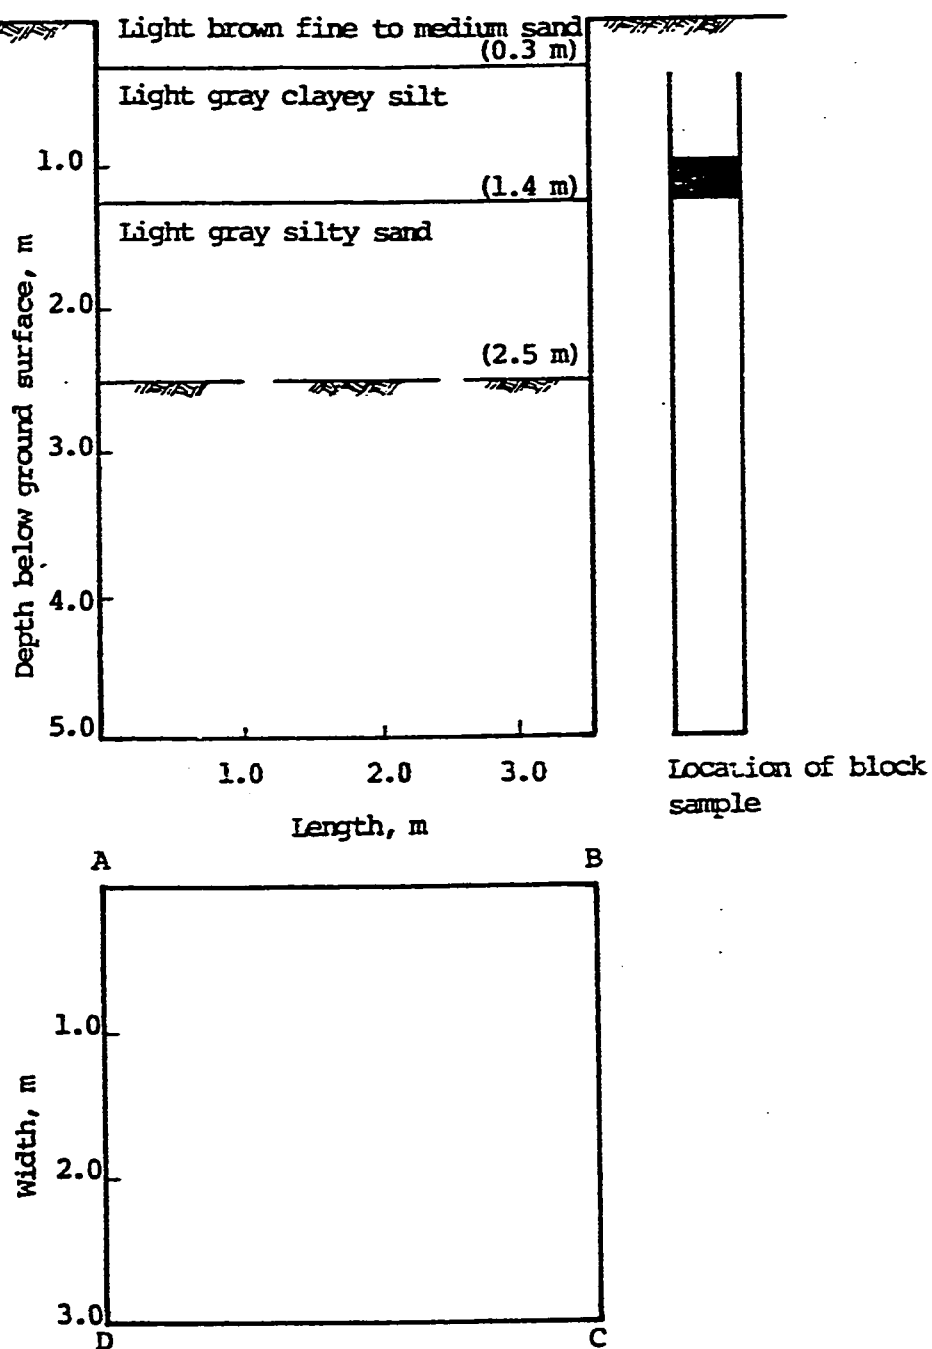 Light brown fine to medium sand
(0.3 m)
Light gray clayey silt
1.0
(1.4 m)
Light gray silty sand
2.0
(2.5 m)
3.0
4.0
5.0
Depth below ground surface, m
1.0 2.0 3.0
Length, m
Location of block
sample
A B
1.0
2.0
3.0
Width, m
D C